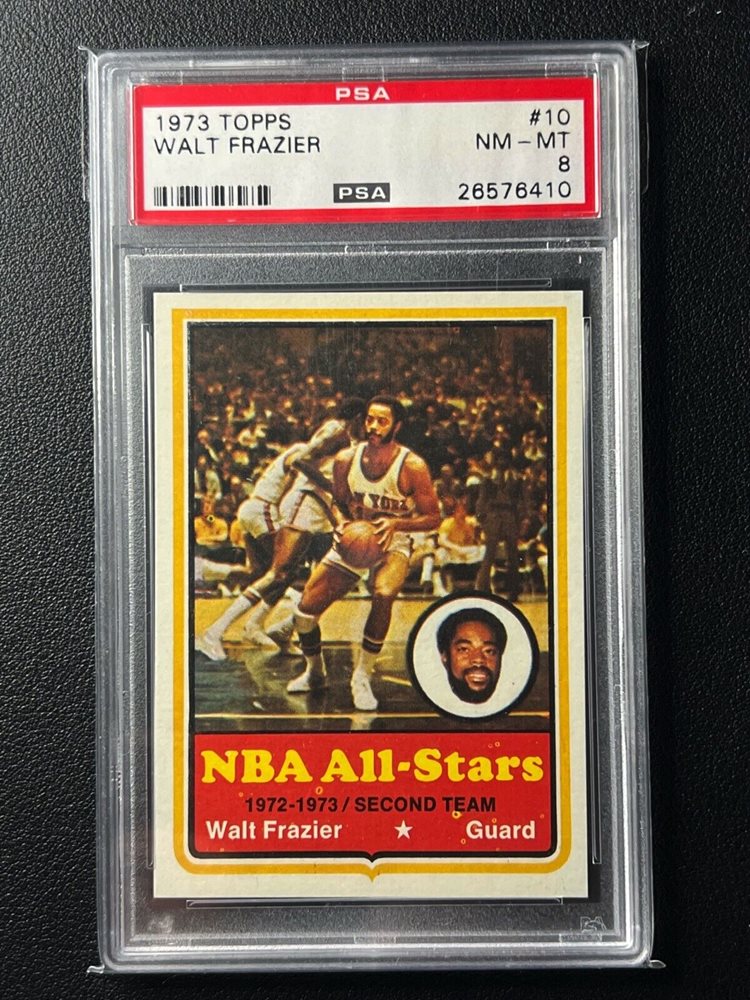 PSA
1973 TOPPS #10
WALT FRAZIER NM - MT
8
PSA 26576410
W YORK
NBA All-Stars
1972-1973 / SECOND TEAM
Walt Frazier ★ Guard